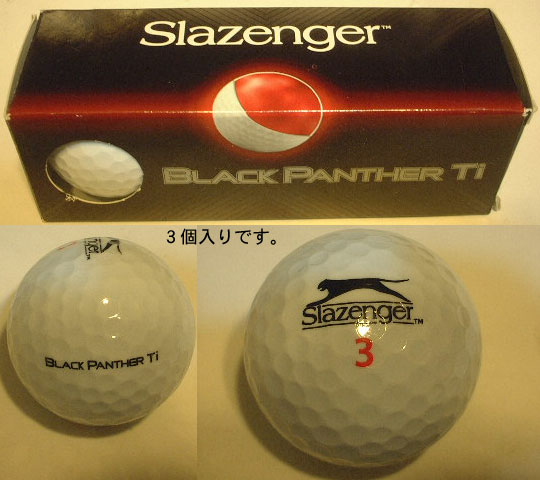 Slazenger™
BLACK PANTHER Ti
3個入りです。
BLACK PANTHER Ti
Slazenger™
3